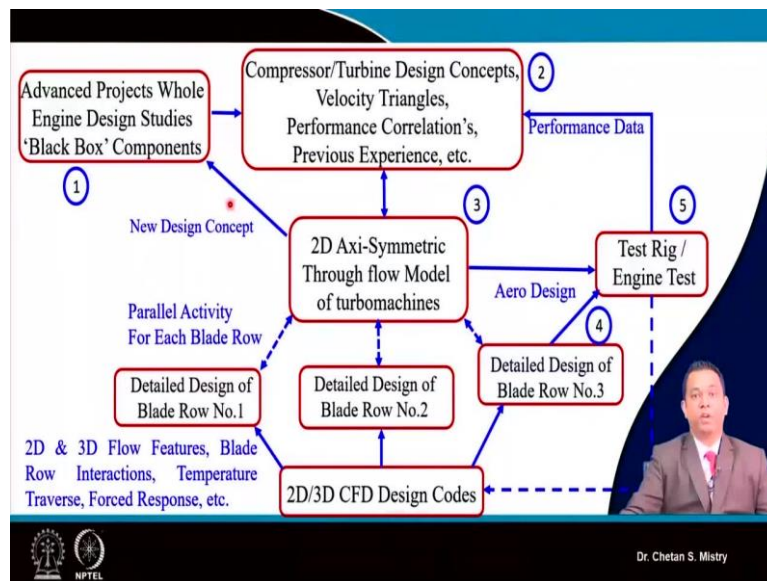 Advanced Projects Whole
Engine Design Studies
'Black Box' Components
1
Compressor/Turbine Design Concepts,
Velocity Triangles,
Performance Correlation's,
Previous Experience, etc.
2
Performance Data
New Design Concept
3
2D Axi-Symmetric
Through flow Model
of turbomachines
5
Test Rig /
Engine Test
Aero Design
Parallel Activity
For Each Blade Row
4
Detailed Design of
Blade Row No.1
Detailed Design of
Blade Row No.2
Detailed Design of
Blade Row No.3
2D & 3D Flow Features, Blade
Row Interactions, Temperature
Traverse, Forced Response, etc.
2D/3D CFD Design Codes
NPTEL
Dr. Chetan S. Mistry